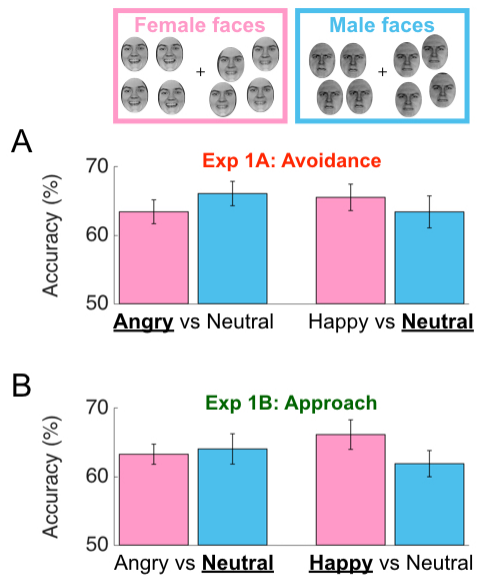 Female faces
Male faces
+
+
A
Exp 1A: Avoidance
70
60
50
Accuracy (%)
Angry vs Neutral
Happy vs Neutral
B
Exp 1B: Approach
70
60
50
Accuracy (%)
Angry vs Neutral
Happy vs Neutral